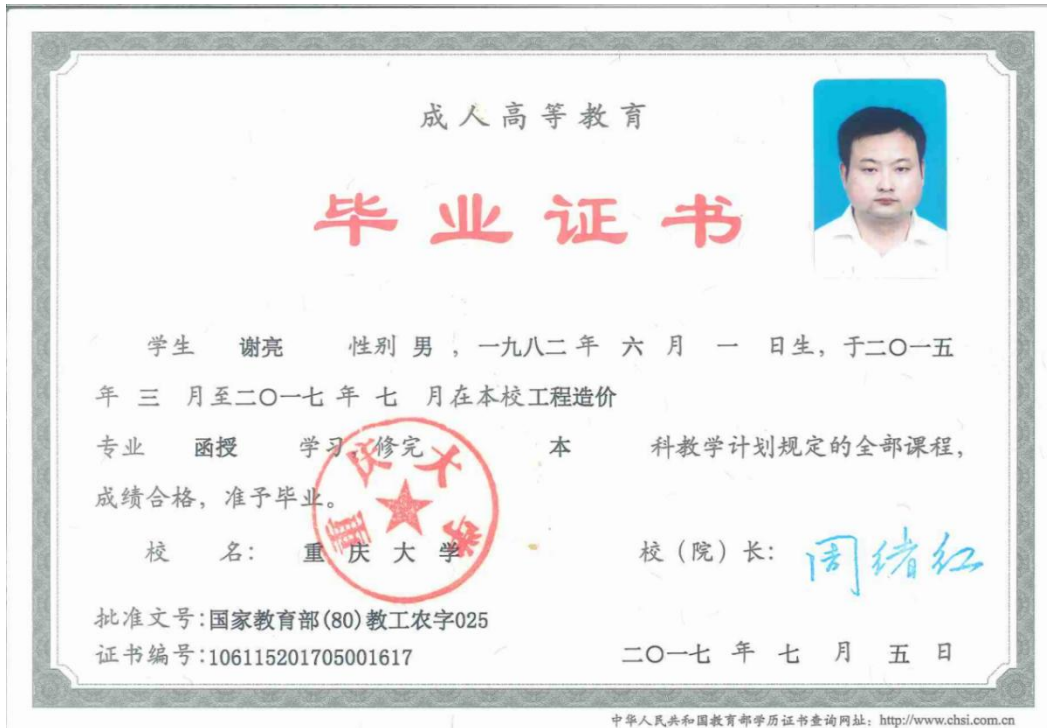 成人高等教育
毕业证书
学生 谢亮 性别 男 ，一九八二 年 六 月 一 日生，于二〇一五
年 三 月至二〇一七 年 七 月在本校工程造价
专业 函授 学习，修完 本 科教学计划规定的全部课程，
成绩合格，准予毕业。
校 名： 重 庆 大 学 校（院）长： 周绪红
重庆大学
批准文号：国家教育部(80)教工农字025
证书编号：106115201705001617 二〇一七 年 七 月 五 日
中华人民共和国教育部学历证书查询网址：http://www.chsi.com.cn